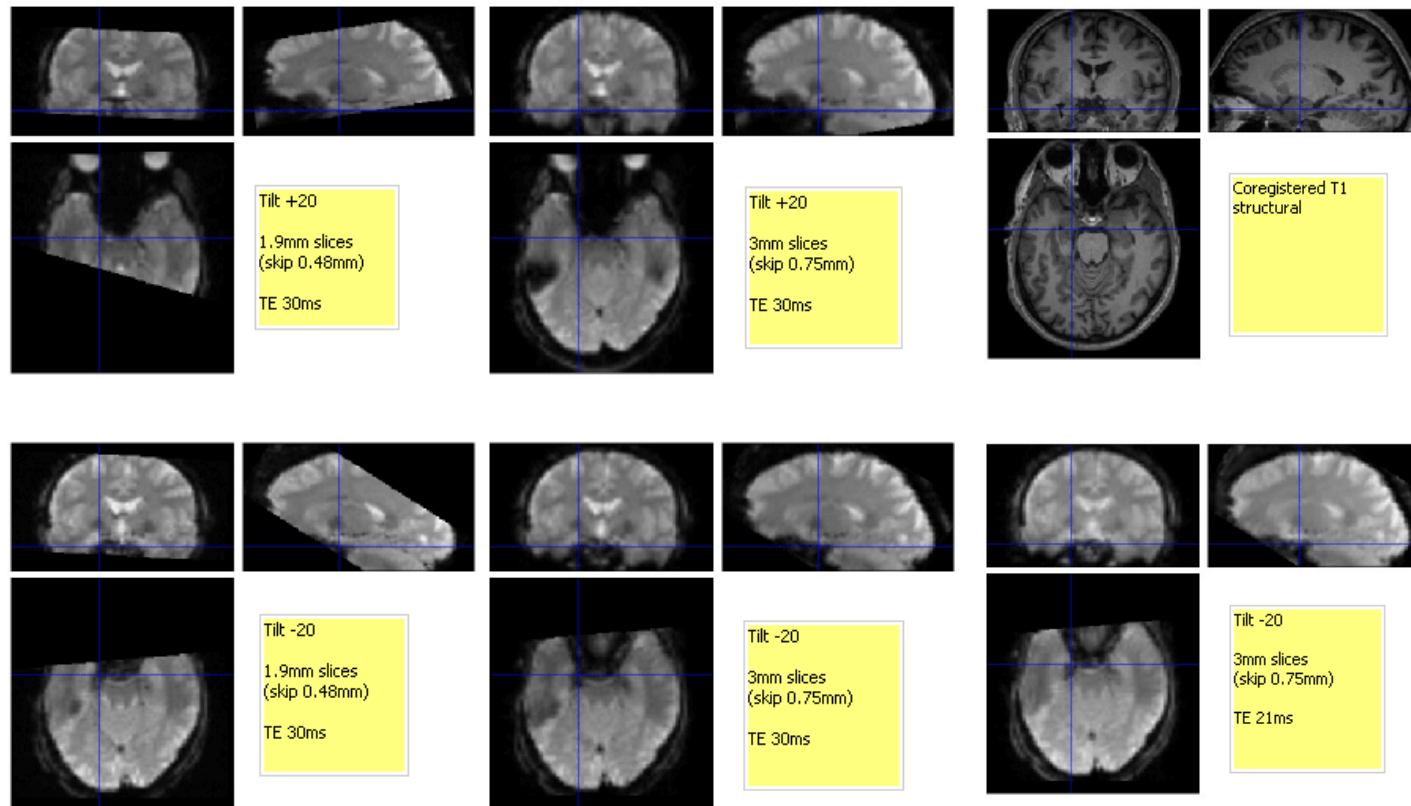 Tilt +20
1.9mm slices
(skip 0.48mm)
TE 30ms
Tilt +20
3mm slices
(skip 0.75mm)
TE 30ms
Coregistered T1
structural
Tilt -20
1.9mm slices
(skip 0.48mm)
TE 30ms
Tilt -20
3mm slices
(skip 0.75mm)
TE 30ms
Tilt -20
3mm slices
(skip 0.75mm)
TE 21ms